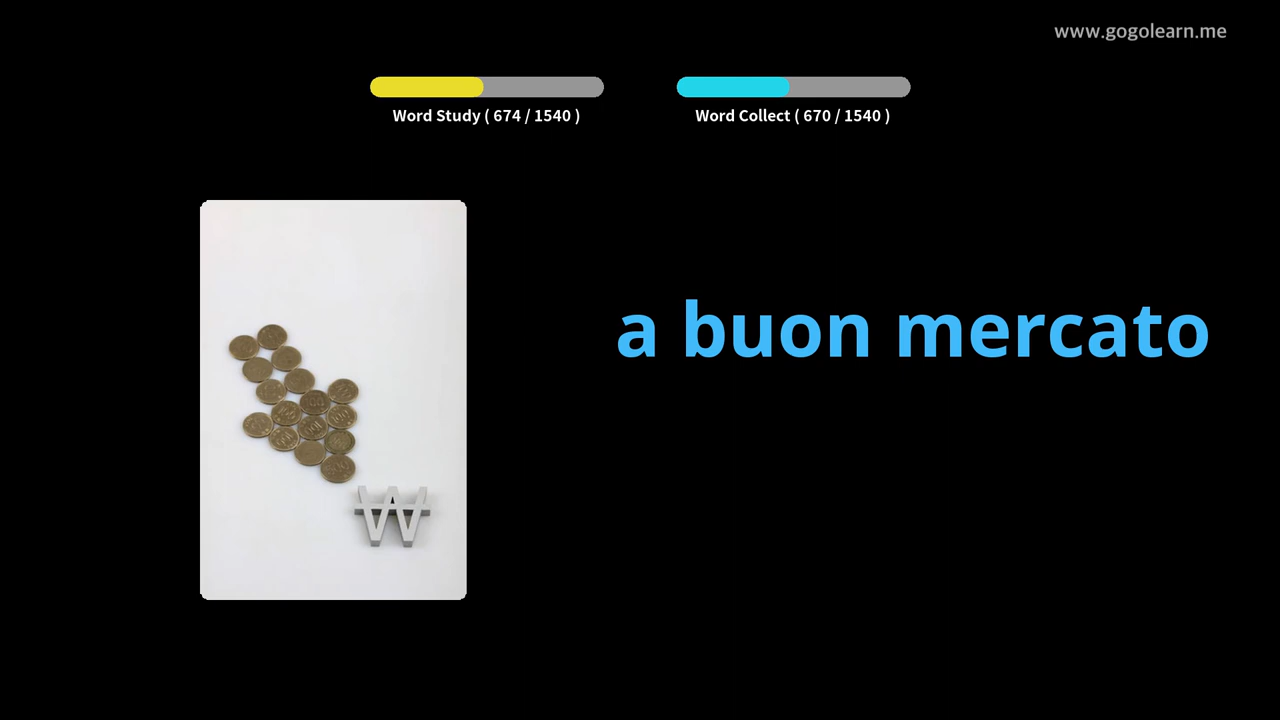 www.gogolearn.me
Word Study ( 674 / 1540 )
Word Collect ( 670 / 1540 )
a buon mercato
₩